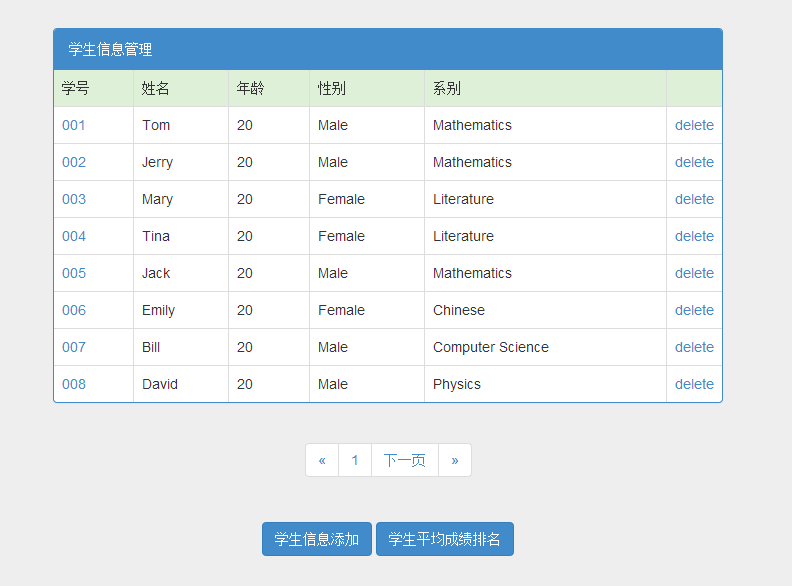 学生信息管理
学号 姓名 年龄 性别 系别
001 Tom 20 Male Mathematics delete
002 Jerry 20 Male Mathematics delete
003 Mary 20 Female Literature delete
004 Tina 20 Female Literature delete
005 Jack 20 Male Mathematics delete
006 Emily 20 Female Chinese delete
007 Bill 20 Male Computer Science delete
008 David 20 Male Physics delete
« 1 下一页 »
学生信息添加 学生平均成绩排名